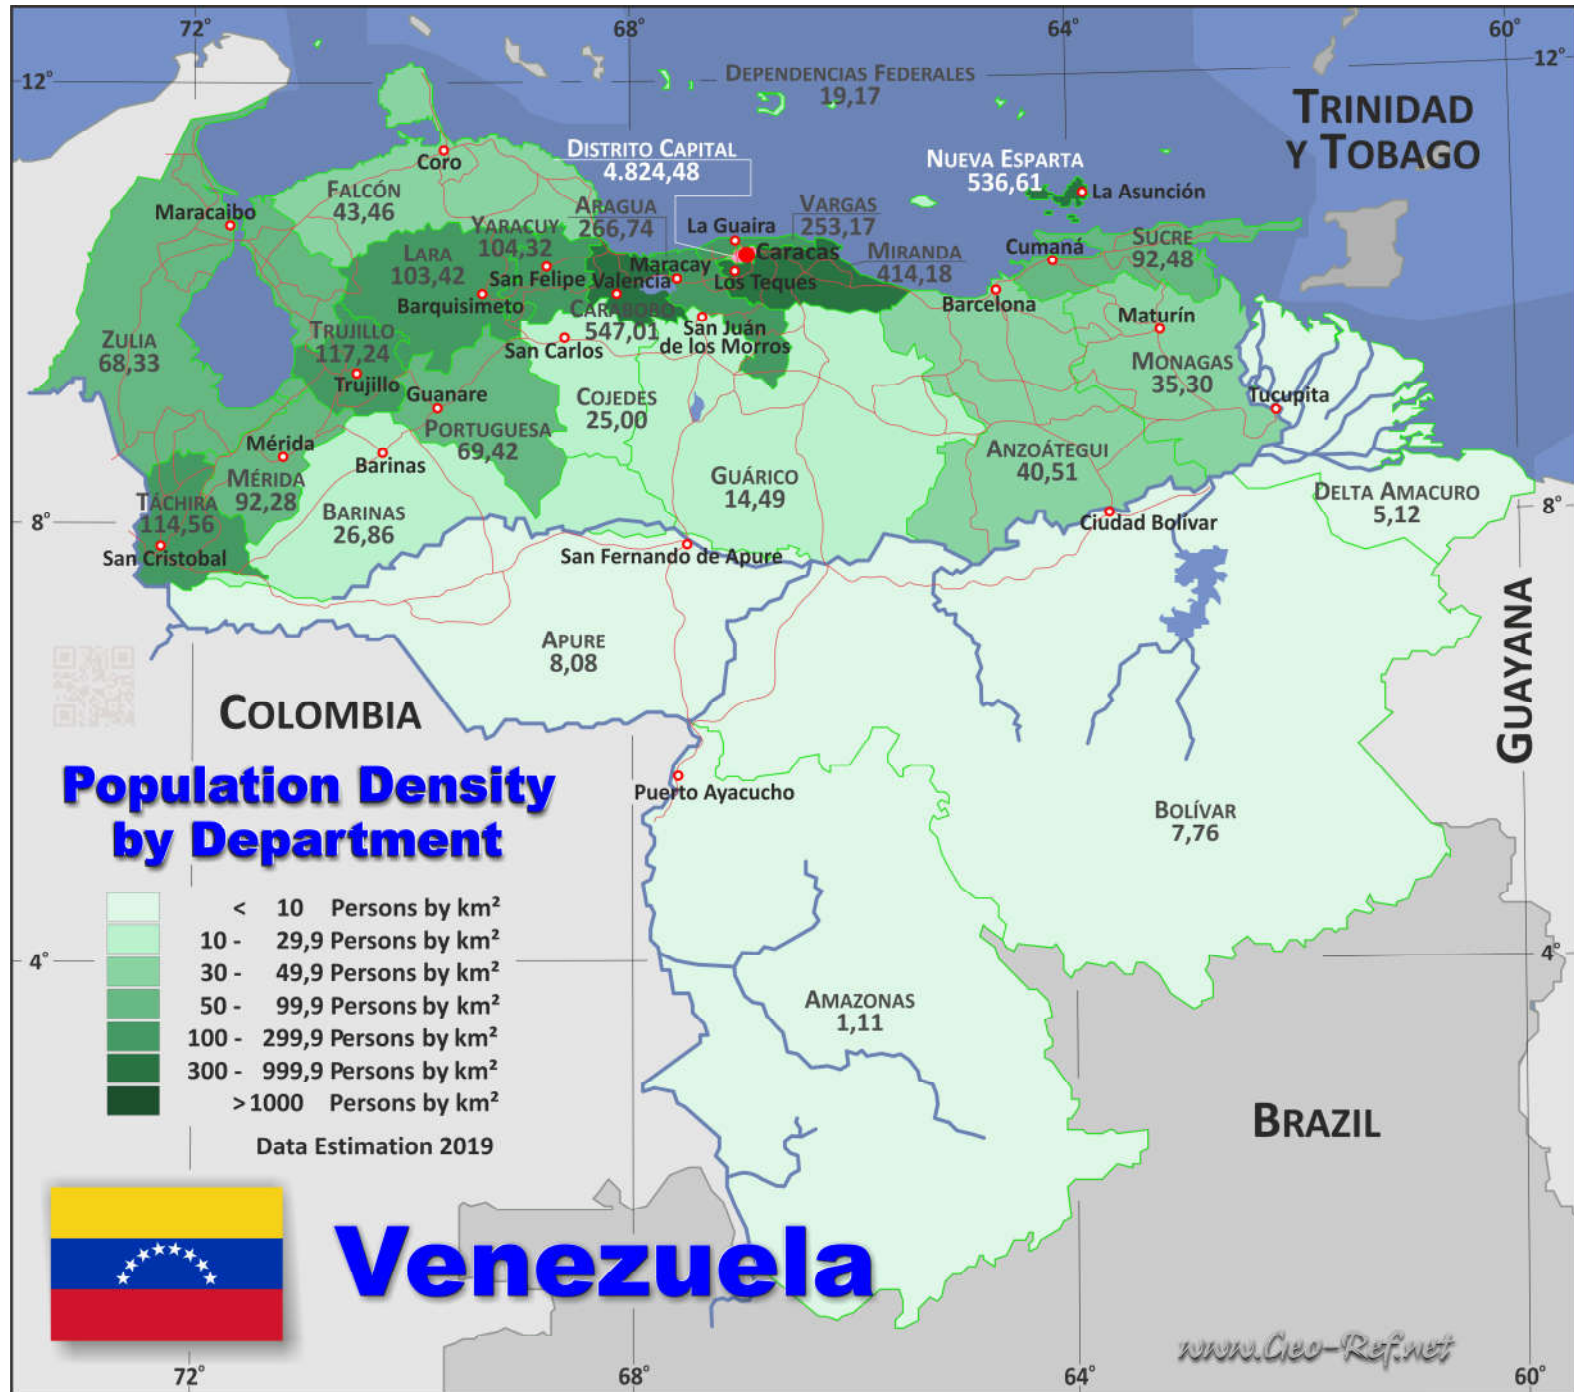 72°
68°
64°
60°
12°
12°
DEPENDENCIAS FEDERALES
19,17
TRINIDAD
Y TOBAGO
DISTRITO CAPITAL
4.824,48
NUEVA ESPARTA
536,61
La Asunción
Coro
FALCÓN
43,46
Maracaibo
ARAGUA
266,74
VARGAS
253,17
La Guaira
YARACUY
104,32
Caracas
MIRANDA
414,18
Cumaná
SUCRE
92,48
LARA
103,42
San Felipe
Valencia
Maracay
Los Teques
Barquisimeto
CARABOBO
547,01
Barcelona
Maturín
ZULIA
68,33
TRUJILLO
117,24
San Carlos
San Juán
de los Morros
MONAGAS
35,30
Trujillo
Guanare
COJEDES
25,00
Tucupita
PORTUGUESA
69,42
Mérida
Barinas
MÉRIDA
92,28
GUÁRICO
14,49
ANZOÁTEGUI
40,51
TÁCHIRA
114,56
BARINAS
26,86
DELTA AMACURO
5,12
8°
8°
Ciudad Bolívar
San Cristobal
San Fernando de Apure
APURE
8,08
GUAYANA
COLOMBIA
Population Density
by Department
Puerto Ayacucho
BOLÍVAR
7,76
< 10 Persons by km²
10 - 29,9 Persons by km²
30 - 49,9 Persons by km²
50 - 99,9 Persons by km²
100 - 299,9 Persons by km²
300 - 999,9 Persons by km²
>1000 Persons by km²
4°
4°
AMAZONAS
1,11
Data Estimation 2019
BRAZIL
Venezuela
www.Geo-Ref.net
72°
68°
64°
60°